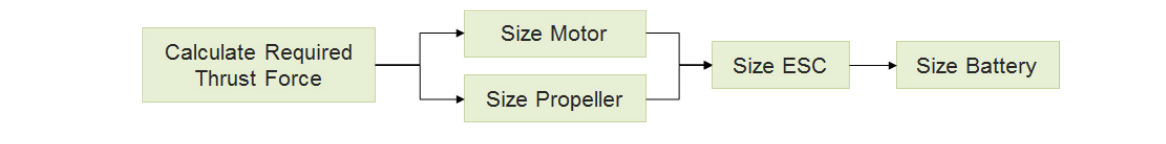 Calculate Required
Thrust Force
Size Motor
Size Propeller
Size ESC
Size Battery